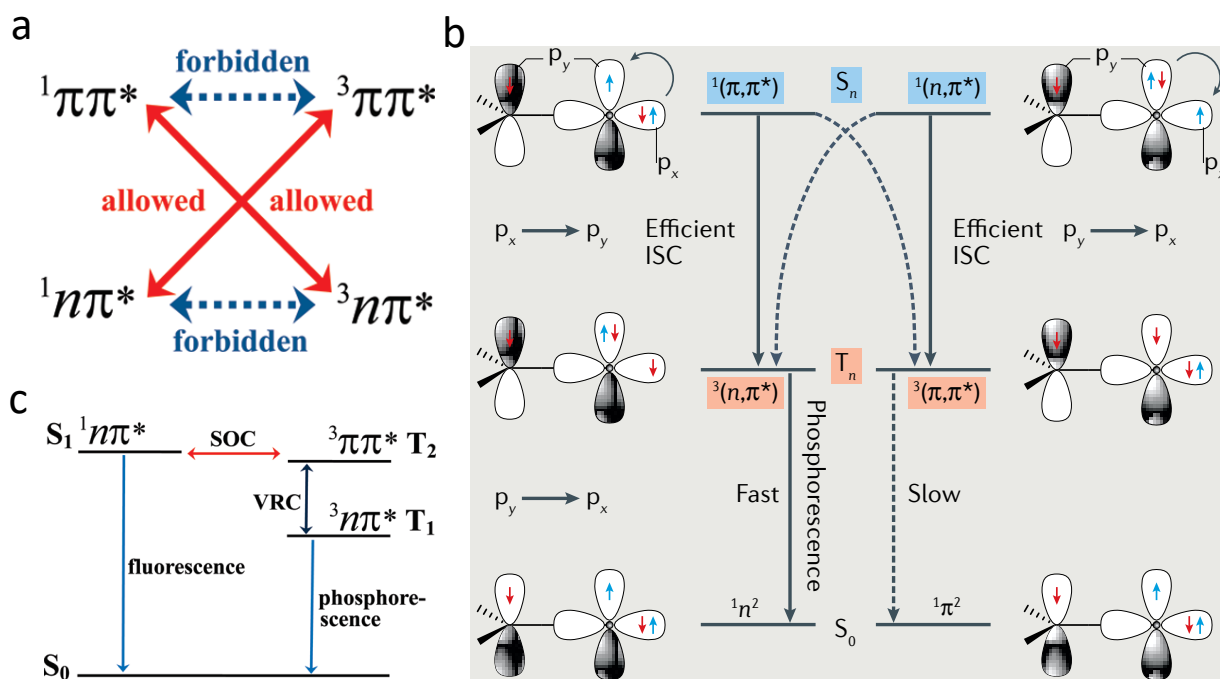 a
forbidden
¹ππ* ³ππ*
allowed allowed
¹nπ* ³nπ*
forbidden
b
p_y
p_x
¹(π,π*) S_n ¹(n,π*)
p_y
p_x
p_x → p_y
Efficient
ISC
Efficient
ISC
p_y → p_x
T_n
³(n,π*) ³(π,π*)
p_y → p_x
Fast
Phosphorescence
Slow
¹n² S₀ ¹π²
c
S₁ ¹nπ*
SOC
³ππ* T₂
VRC
³nπ* T₁
fluorescence
phosphore-
scence
S₀